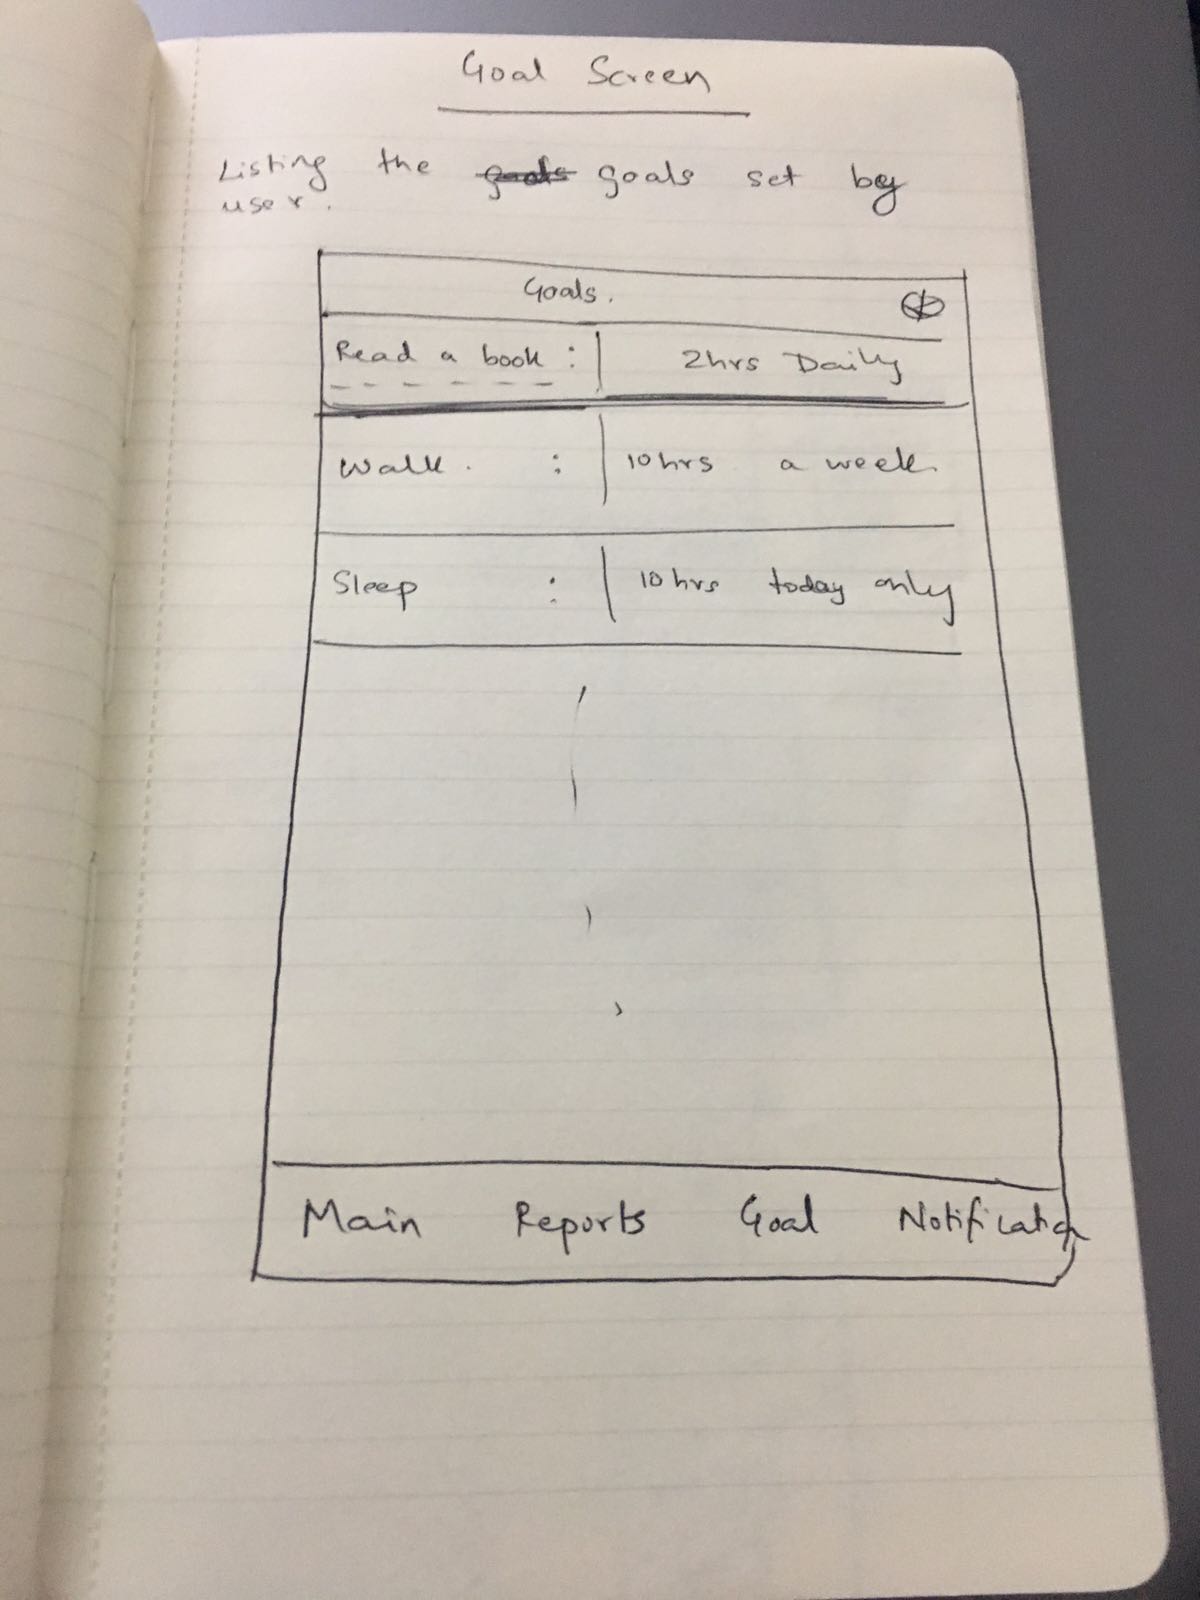 Goal Screen
Listing the goals set by
user.
Goals.
Read a book : 2hrs Daily
Walk. : 10hrs a week.
Sleep : 10hrs today only
Main Reports Goal Notification